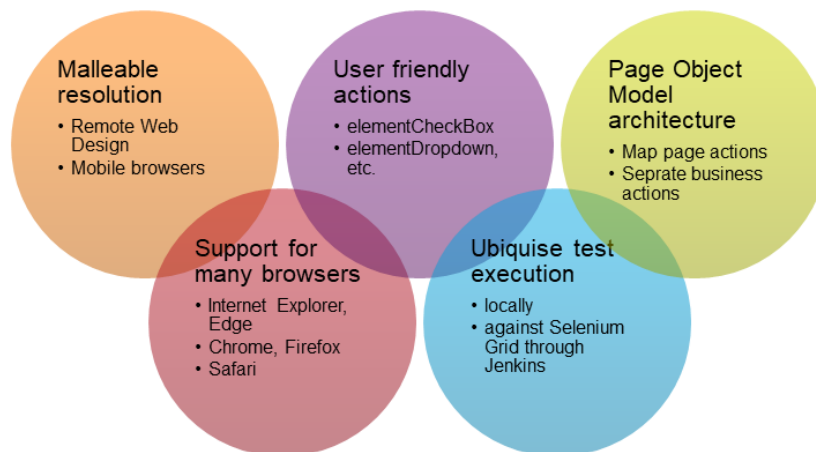 Malleable
resolution
• Remote Web
Design
• Mobile browsers
User friendly
actions
• elementCheckBox
• elementDropdown,
etc.
Page Object
Model
architecture
• Map page actions
• Seprate business
actions
Support for
many browsers
• Internet Explorer,
Edge
• Chrome, Firefox
• Safari
Ubiquise test
execution
• locally
• against Selenium
Grid through
Jenkins